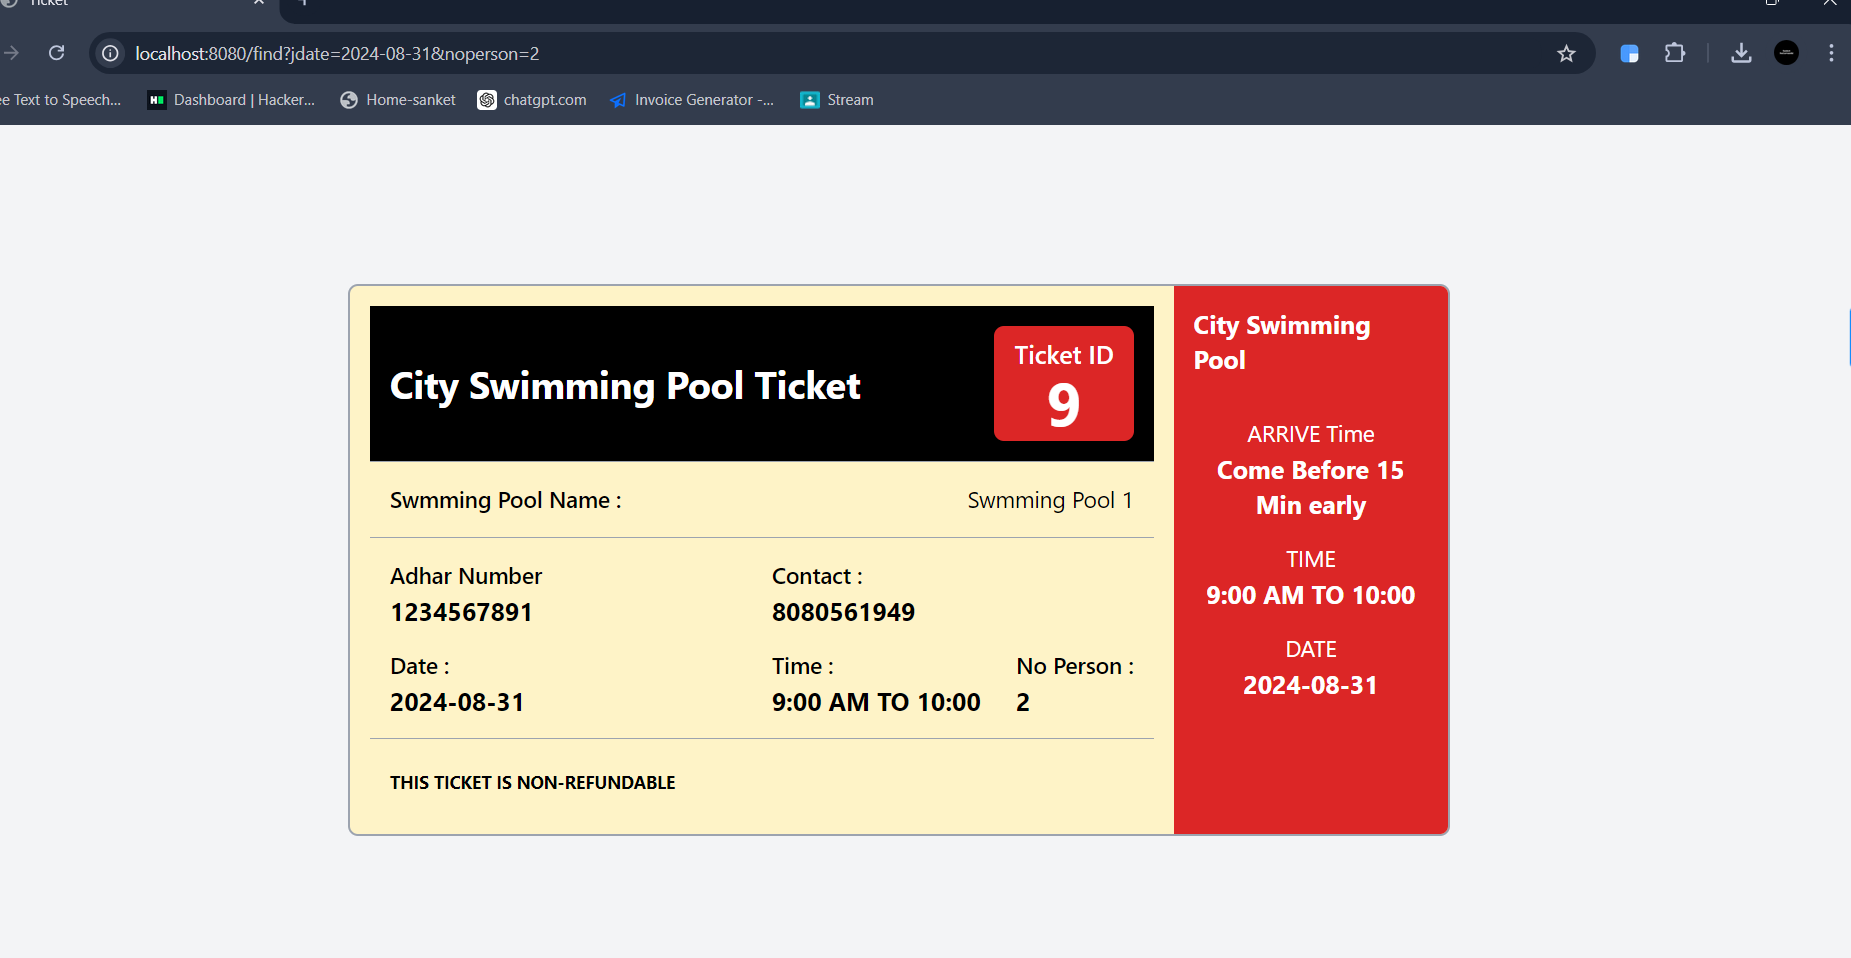 Ticket
localhost:8080/find?jdate=2024-08-31&noperson=2
ee Text to Speech... Dashboard | Hacker... Home-sanket chatgpt.com Invoice Generator -... Stream
City Swimming Pool Ticket
Ticket ID
9
Swmming Pool Name : Swmming Pool 1
Adhar Number Contact :
1234567891 8080561949
Date : Time : No Person :
2024-08-31 9:00 AM TO 10:00 2
THIS TICKET IS NON-REFUNDABLE
City Swimming
Pool
ARRIVE Time
Come Before 15
Min early
TIME
9:00 AM TO 10:00
DATE
2024-08-31